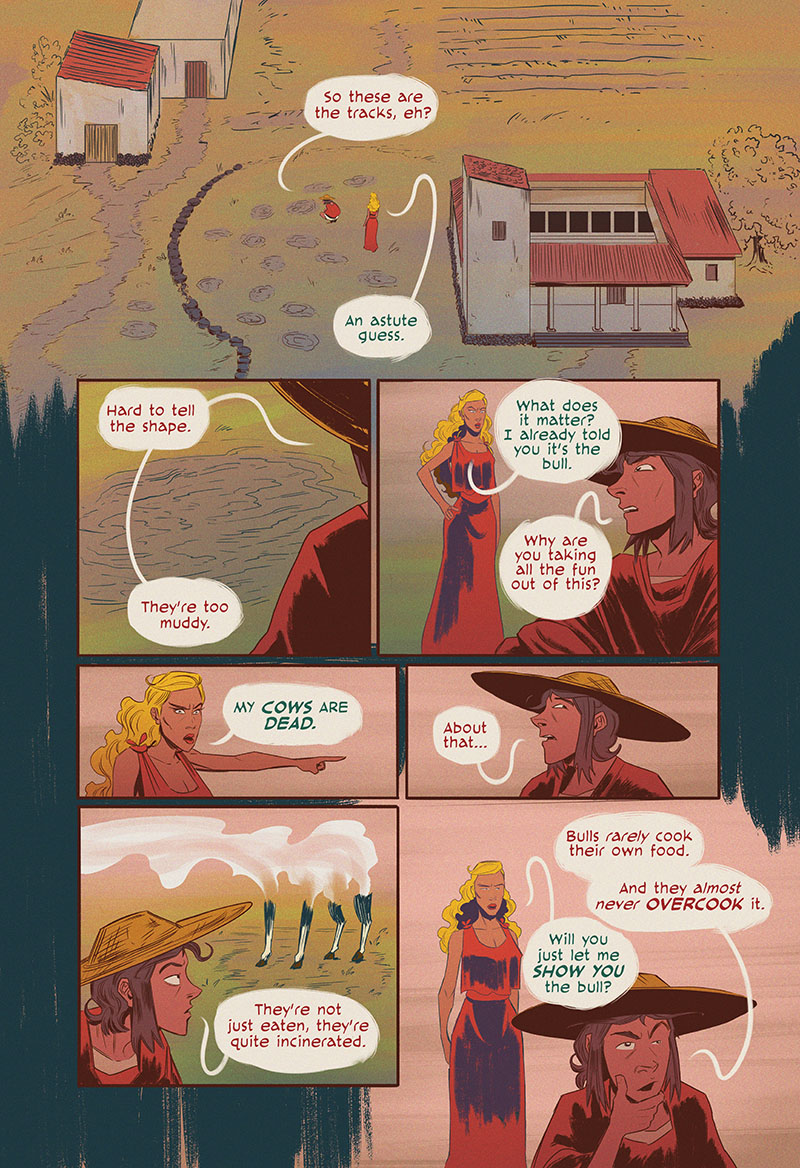 So these are
the tracks, eh?
An astute
guess.
Hard to tell
the shape.
They're too
muddy.
What does
it matter?
I already told
you it's the
bull.
Why are
you taking
all the fun
out of this?
MY COWS ARE
DEAD.
About
that...
They're not
just eaten, they're
quite incinerated.
Bulls rarely cook
their own food.
And they almost
never OVERCOOK it.
Will you
just let me
SHOW YOU
the bull?